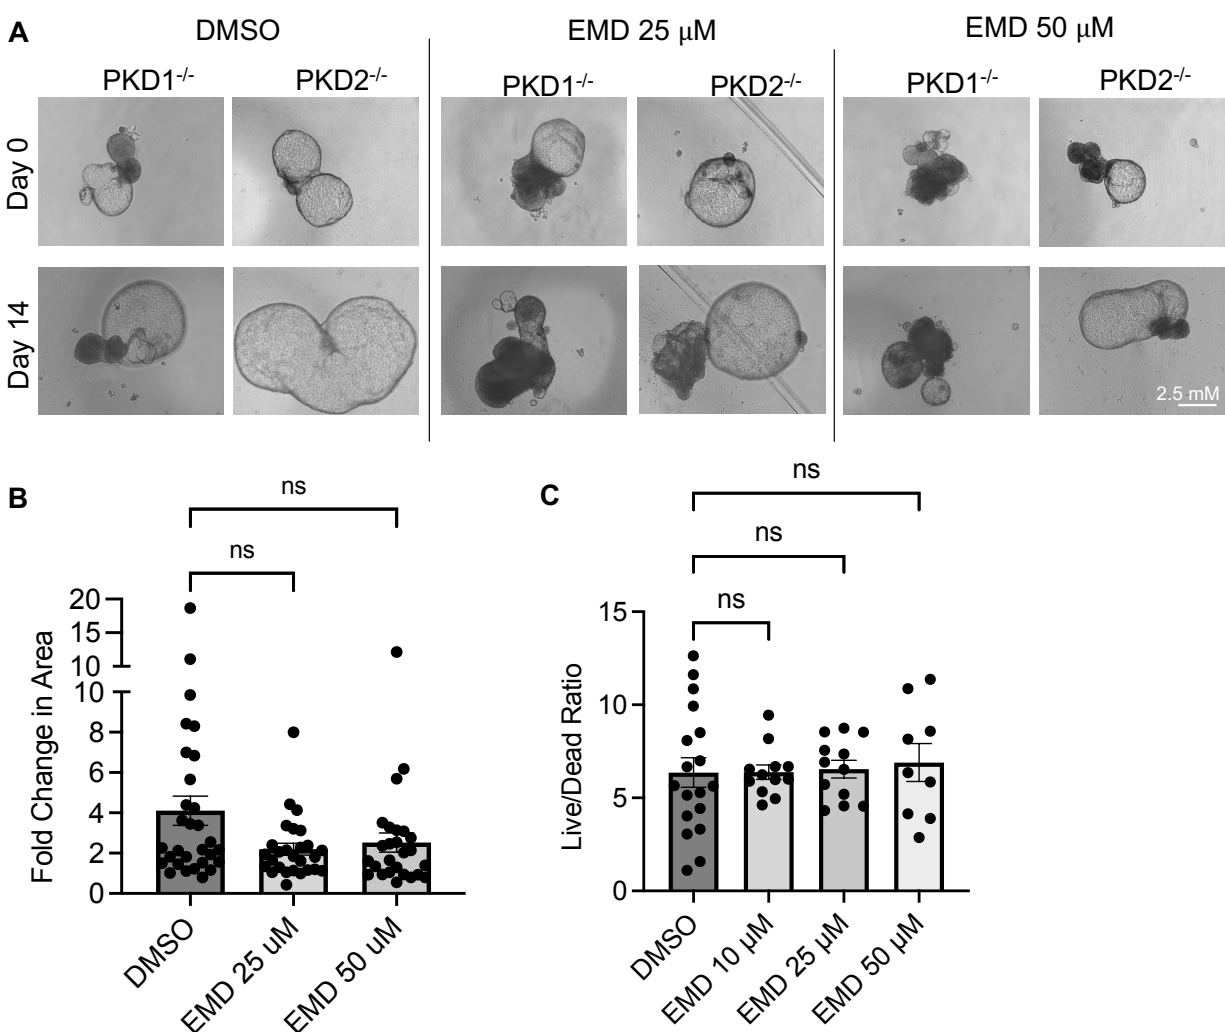 A
DMSO
EMD 25 μM
EMD 50 μM
PKD1-/-
PKD2-/-
PKD1-/-
PKD2-/-
PKD1-/-
PKD2-/-
Day 0
Day 14
2.5 mM
B
ns
ns
Fold Change in Area
20
15
10
10
8
6
4
2
0
DMSO
EMD 25 uM
EMD 50 uM
C
ns
ns
ns
Live/Dead Ratio
15
10
5
0
DMSO
EMD 10 μM
EMD 25 μM
EMD 50 μM